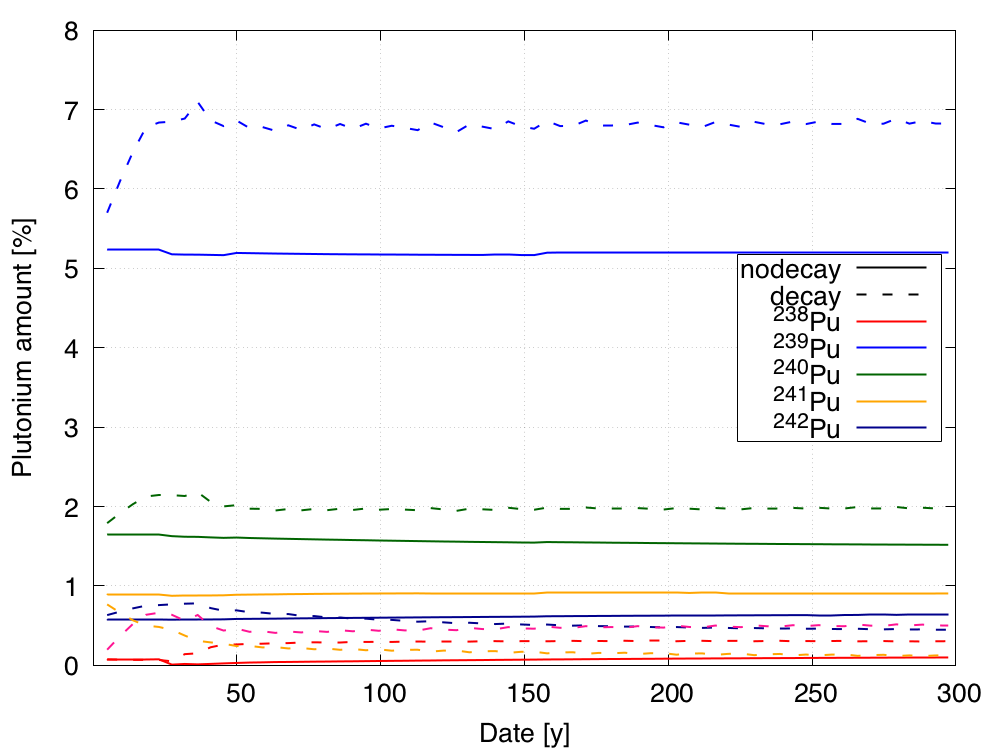 8
7
6
5
4
3
2
1
0
Plutonium amount [%]
nodecay
decay
²³⁸Pu
²³⁹Pu
²⁴⁰Pu
²⁴¹Pu
²⁴²Pu
50 100 150 200 250 300
Date [y]